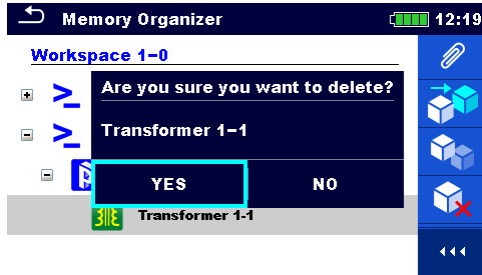 Memory Organizer
12:19
Workspace 1-0
Are you sure you want to delete?
Transformer 1-1
YES
NO
Transformer 1-1